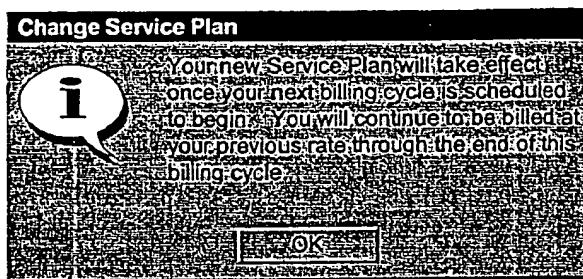 Change Service Plan
i
Your new Service Plan will take effect
once your next billing cycle is scheduled
to begin. You will continue to be billed at
your previous rate through the end of this
billing cycle.
OK